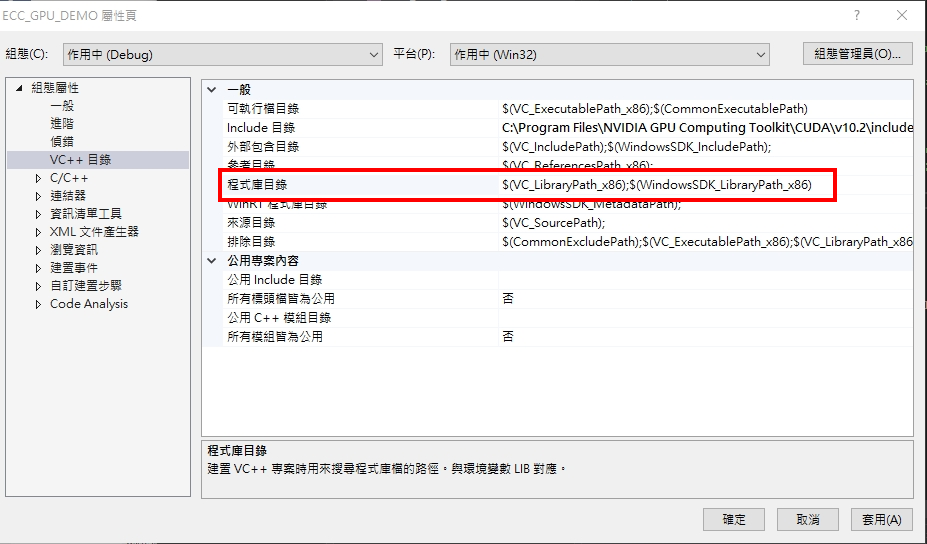 ECC_GPU_DEMO 屬性頁
組態(C): 作用中 (Debug) 平台(P): 作用中 (Win32) 組態管理員(O)...
組態屬性
一般
進階
偵錯
VC++ 目錄
C/C++
連結器
資訊清單工具
XML 文件產生器
瀏覽資訊
建置事件
自訂建置步驟
Code Analysis
一般
可執行檔目錄 $(VC_ExecutablePath_x86);$(CommonExecutablePath)
Include 目錄 C:\Program Files\NVIDIA GPU Computing Toolkit\CUDA\v10.2\include
外部包含目錄 $(VC_IncludePath);$(WindowsSDK_IncludePath);
參考目錄 $(VC_ReferencesPath_x86);
程式庫目錄 $(VC_LibraryPath_x86);$(WindowsSDK_LibraryPath_x86)
WinRT 程式庫目錄 $(WindowsSDK_MetadataPath);
來源目錄 $(VC_SourcePath);
排除目錄 $(CommonExcludePath);$(VC_ExecutablePath_x86);$(VC_LibraryPath_x86
公用專案內容
公用 Include 目錄
所有標頭檔皆為公用 否
公用 C++ 模組目錄
所有模組皆為公用 否
程式庫目錄
建置 VC++ 專案時用來搜尋程式庫檔的路徑。與環境變數 LIB 對應。
確定 取消 套用(A)